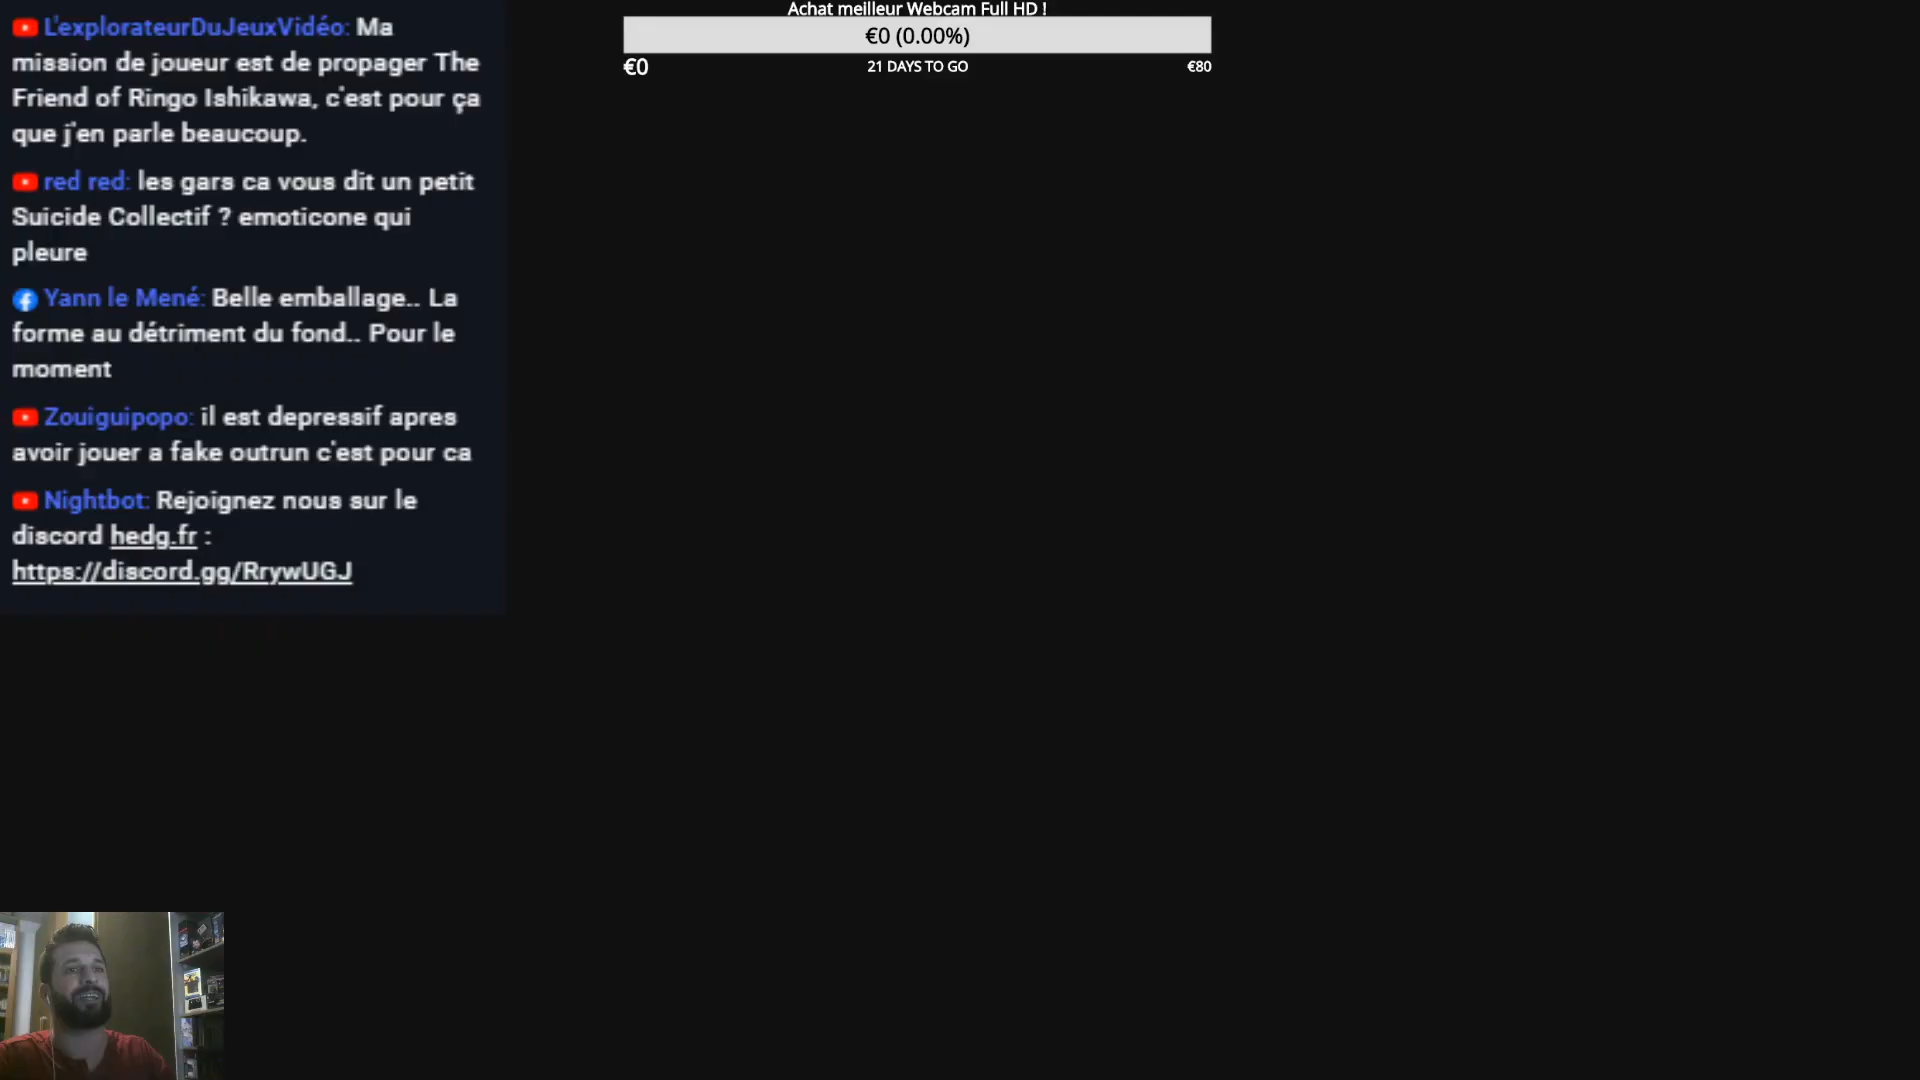 L'explorateurDuJeuxVidéo: Ma
mission de joueur est de propager The
Friend of Ringo Ishikawa, c'est pour ça
que j'en parle beaucoup.
red red: les gars ca vous dit un petit
Suicide Collectif ? emoticone qui
pleure
Yann le Mené: Belle emballage.. La
forme au détriment du fond.. Pour le
moment
Zouiguipopo: il est depressif apres
avoir jouer a fake outrun c'est pour ca
Nightbot: Rejoignez nous sur le
discord hedg.fr :
https://discord.gg/RrywUGJ
Achat meilleur Webcam Full HD !
€0 (0.00%)
€0 21 DAYS TO GO €80